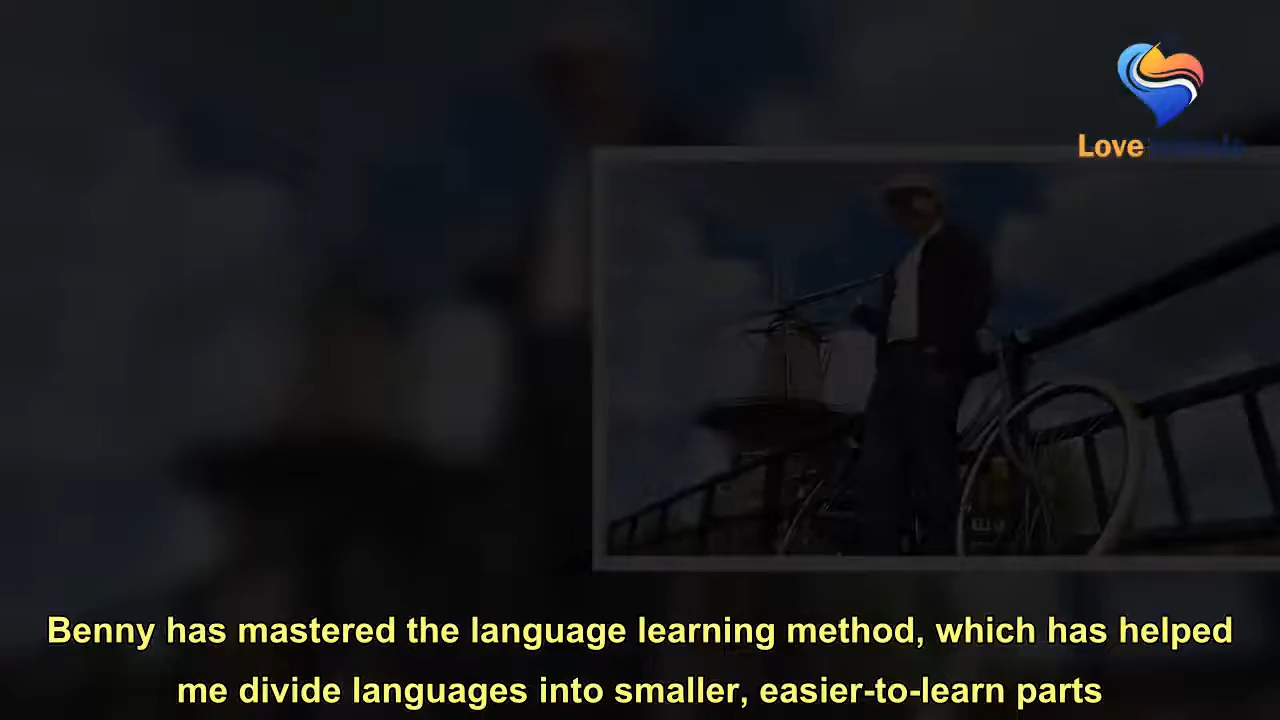 Love
Benny has mastered the language learning method, which has helped
me divide languages into smaller, easier-to-learn parts